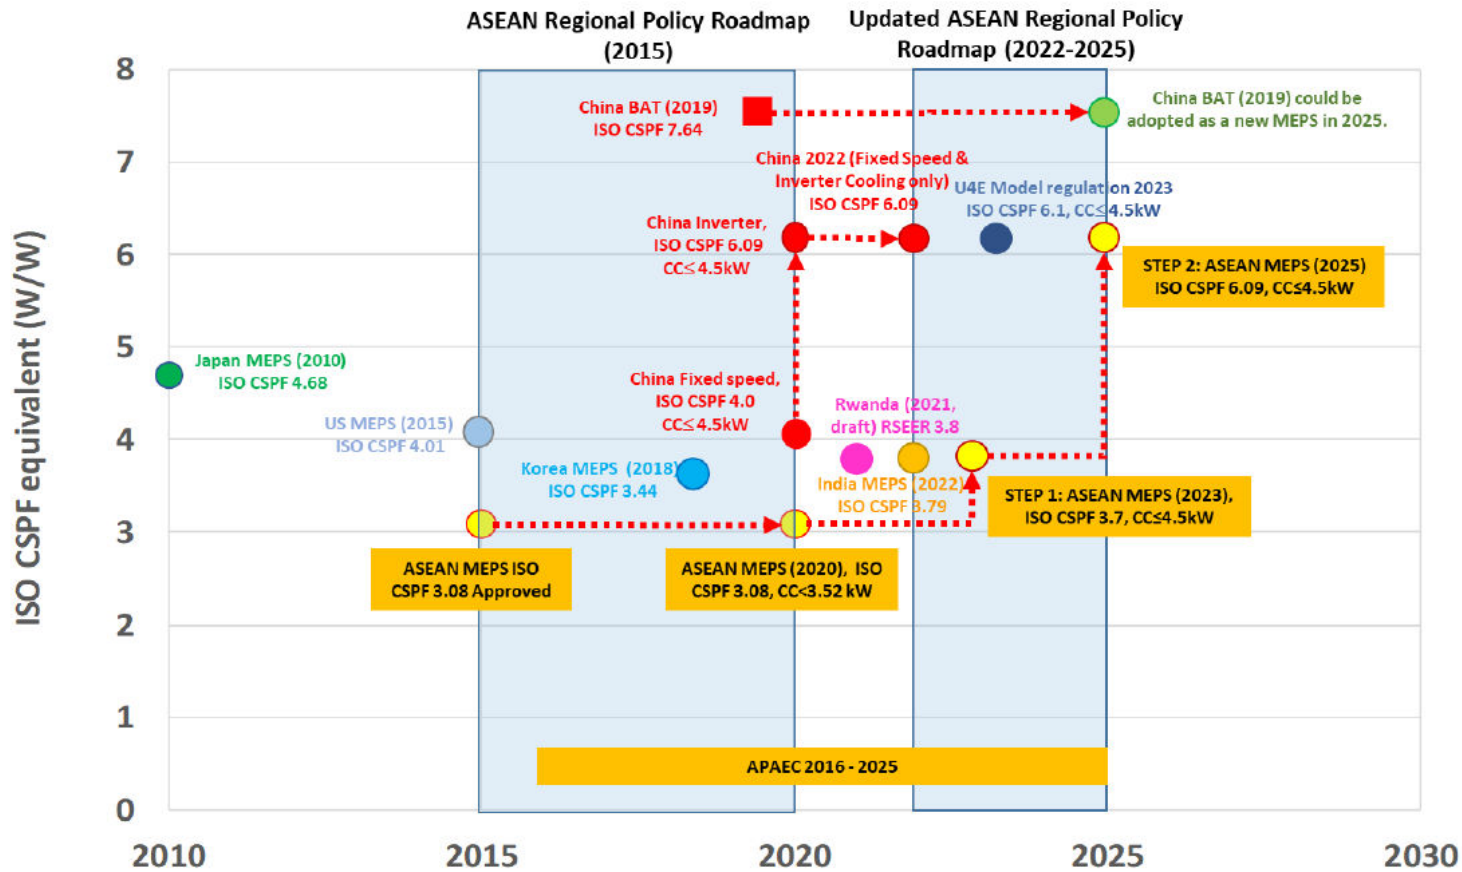 ASEAN Regional Policy Roadmap
(2015)
Updated ASEAN Regional Policy
Roadmap (2022-2025)
ISO CSPF equivalent (W/W)
8
7
6
5
4
3
2
1
0
China BAT (2019)
ISO CSPF 7.64
China BAT (2019) could be
adopted as a new MEPS in 2025.
China 2022 (Fixed Speed &
Inverter Cooling only)
ISO CSPF 6.09
U4E Model regulation 2023
ISO CSPF 6.1, CC≤ 4.5kW
China Inverter,
ISO CSPF 6.09
CC≤ 4.5kW
STEP 2: ASEAN MEPS (2025)
ISO CSPF 6.09, CC≤4.5kW
Japan MEPS (2010)
ISO CSPF 4.68
China Fixed speed,
ISO CSPF 4.0
CC≤ 4.5kW
US MEPS (2015)
ISO CSPF 4.01
Rwanda (2021,
draft) RSEER 3.8
Korea MEPS (2018)
ISO CSPF 3.44
India MEPS (2022)
ISO CSPF 3.79
STEP 1: ASEAN MEPS (2023),
ISO CSPF 3.7, CC≤4.5kW
ASEAN MEPS ISO
CSPF 3.08 Approved
ASEAN MEPS (2020), ISO
CSPF 3.08, CC<3.52 kW
APAEC 2016 - 2025
2010
2015
2020
2025
2030